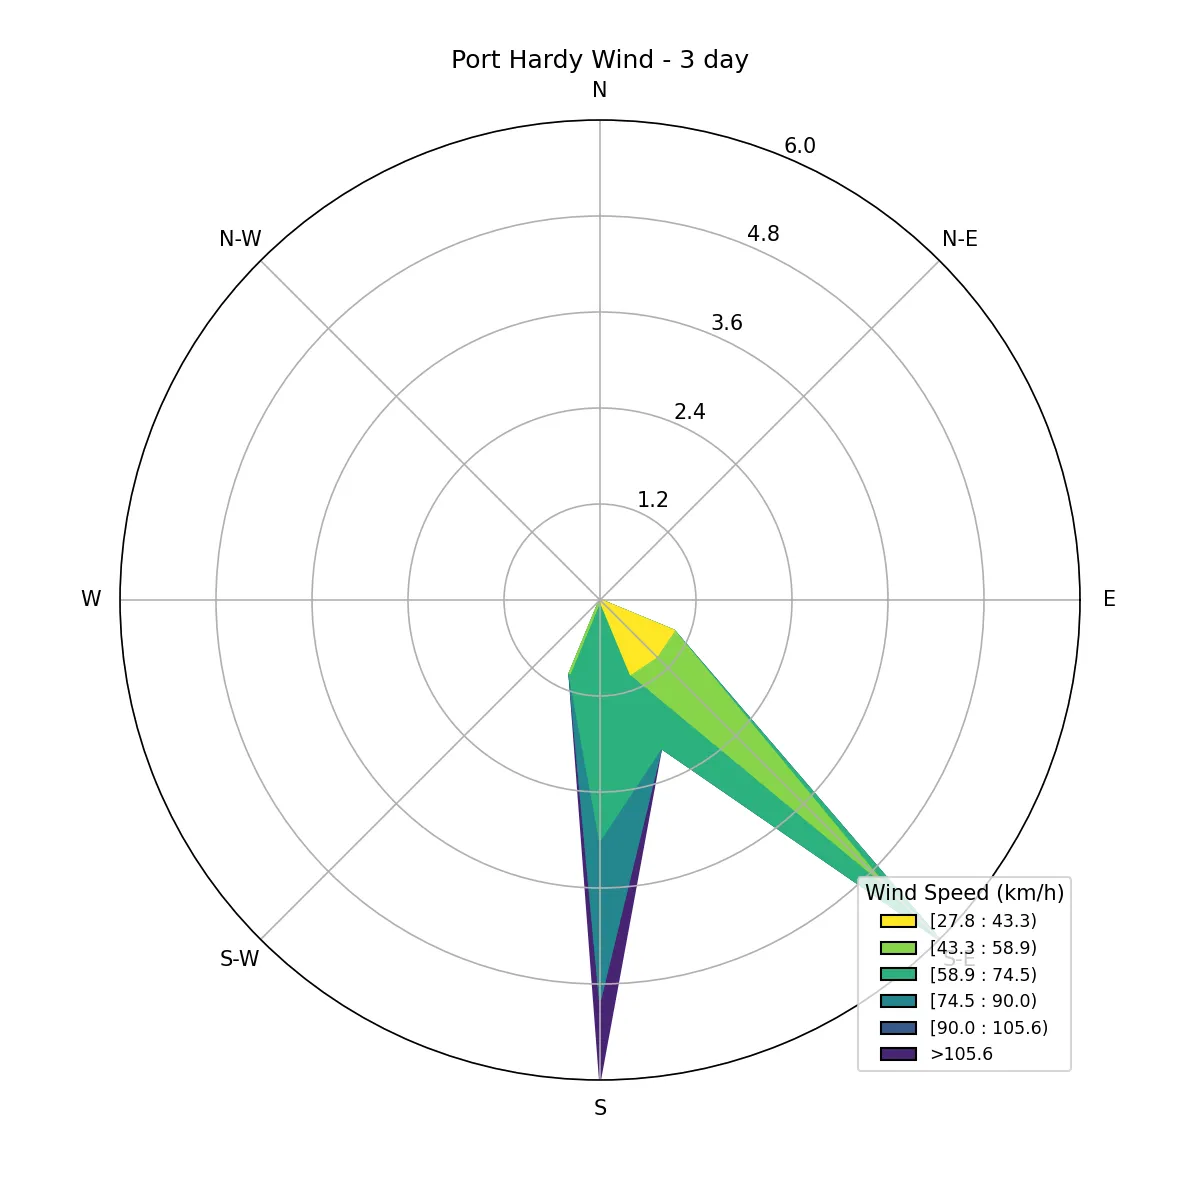 Port Hardy Wind - 3 day
N
6.0
4.8
N-W
N-E
3.6
2.4
1.2
W
E
Wind Speed (km/h)
[27.8 : 43.3)
[43.3 : 58.9)
S-W
S-E
[58.9 : 74.5)
[74.5 : 90.0)
[90.0 : 105.6)
>105.6
S